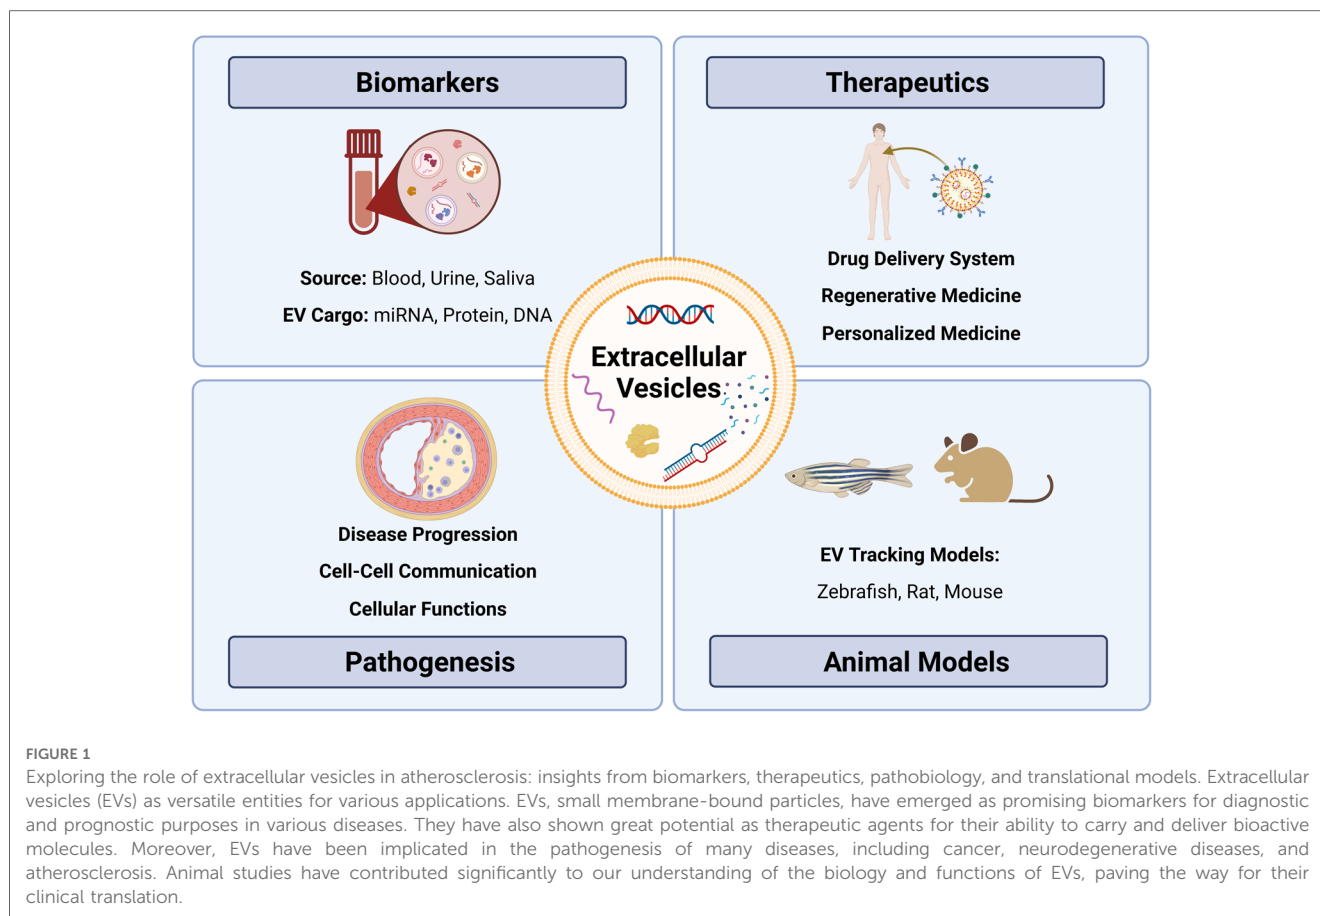 Biomarkers
Source: Blood, Urine, Saliva
EV Cargo: miRNA, Protein, DNA
Therapeutics
Drug Delivery System
Regenerative Medicine
Personalized Medicine
Extracellular
Vesicles
Disease Progression
Cell-Cell Communication
Cellular Functions
Pathogenesis
EV Tracking Models:
Zebrafish, Rat, Mouse
Animal Models
FIGURE 1
Exploring the role of extracellular vesicles in atherosclerosis: insights from biomarkers, therapeutics, pathobiology, and translational models. Extracellular
vesicles (EVs) as versatile entities for various applications. EVs, small membrane-bound particles, have emerged as promising biomarkers for diagnostic
and prognostic purposes in various diseases. They have also shown great potential as therapeutic agents for their ability to carry and deliver bioactive
molecules. Moreover, EVs have been implicated in the pathogenesis of many diseases, including cancer, neurodegenerative diseases, and
atherosclerosis. Animal studies have contributed significantly to our understanding of the biology and functions of EVs, paving the way for their
clinical translation.